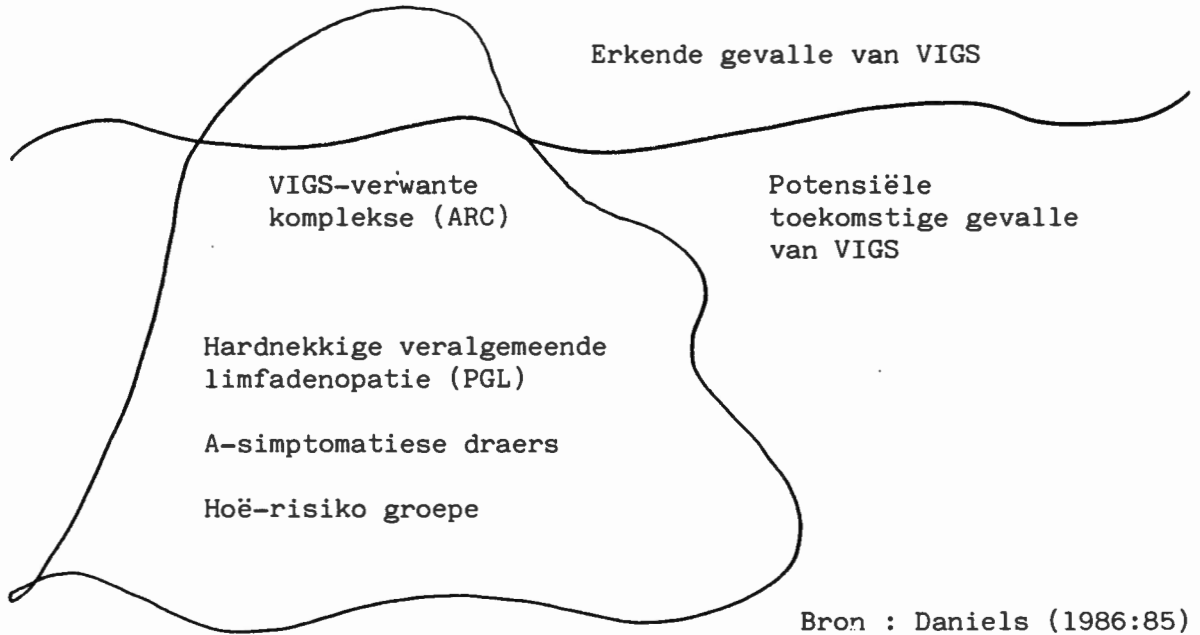 Erkende gevalle van VIGS
VIGS-verwante
komplekse (ARC)
Potensiële
toekomstige gevalle
van VIGS
Hardnekkige veralgemeende
limfadenopatie (PGL)
A-simptomatiese draers
Hoë-risiko groepe
Bron : Daniels (1986:85)